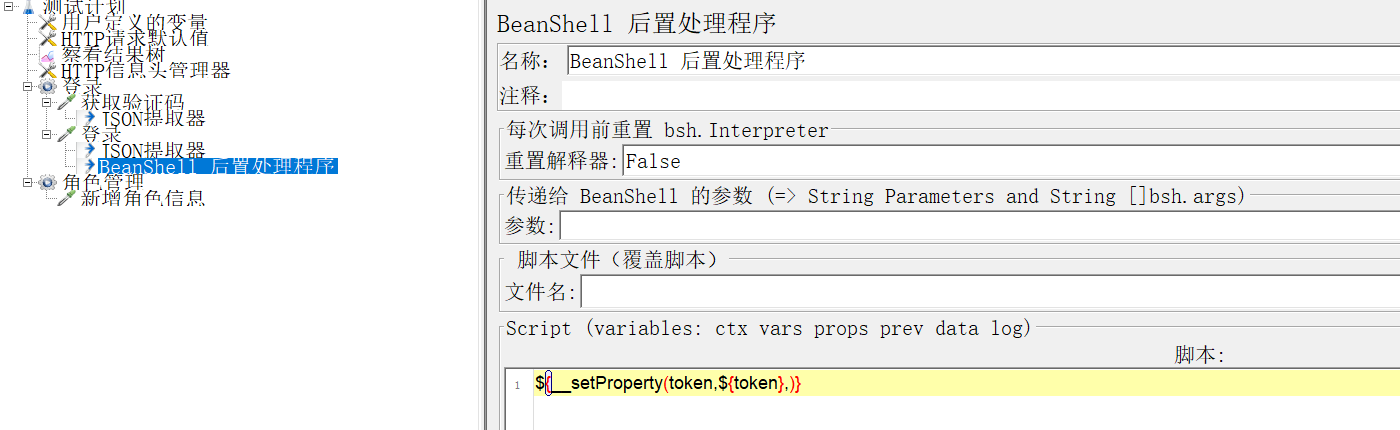 测试计划
用户定义的变量
HTTP请求默认值
察看结果树
HTTP信息头管理器
登录
获取验证码
JSON提取器
登录
JSON提取器
BeanShell 后置处理程序
角色管理
新增角色信息
BeanShell 后置处理程序
名称： BeanShell 后置处理程序
注释：
每次调用前重置 bsh.Interpreter
重置解释器: False
传递给 BeanShell 的参数 (=> String Parameters and String []bsh.args)
参数:
脚本文件（覆盖脚本）
文件名:
Script (variables: ctx vars props prev data log)
脚本:
1 ${__setProperty(token,${token},)}